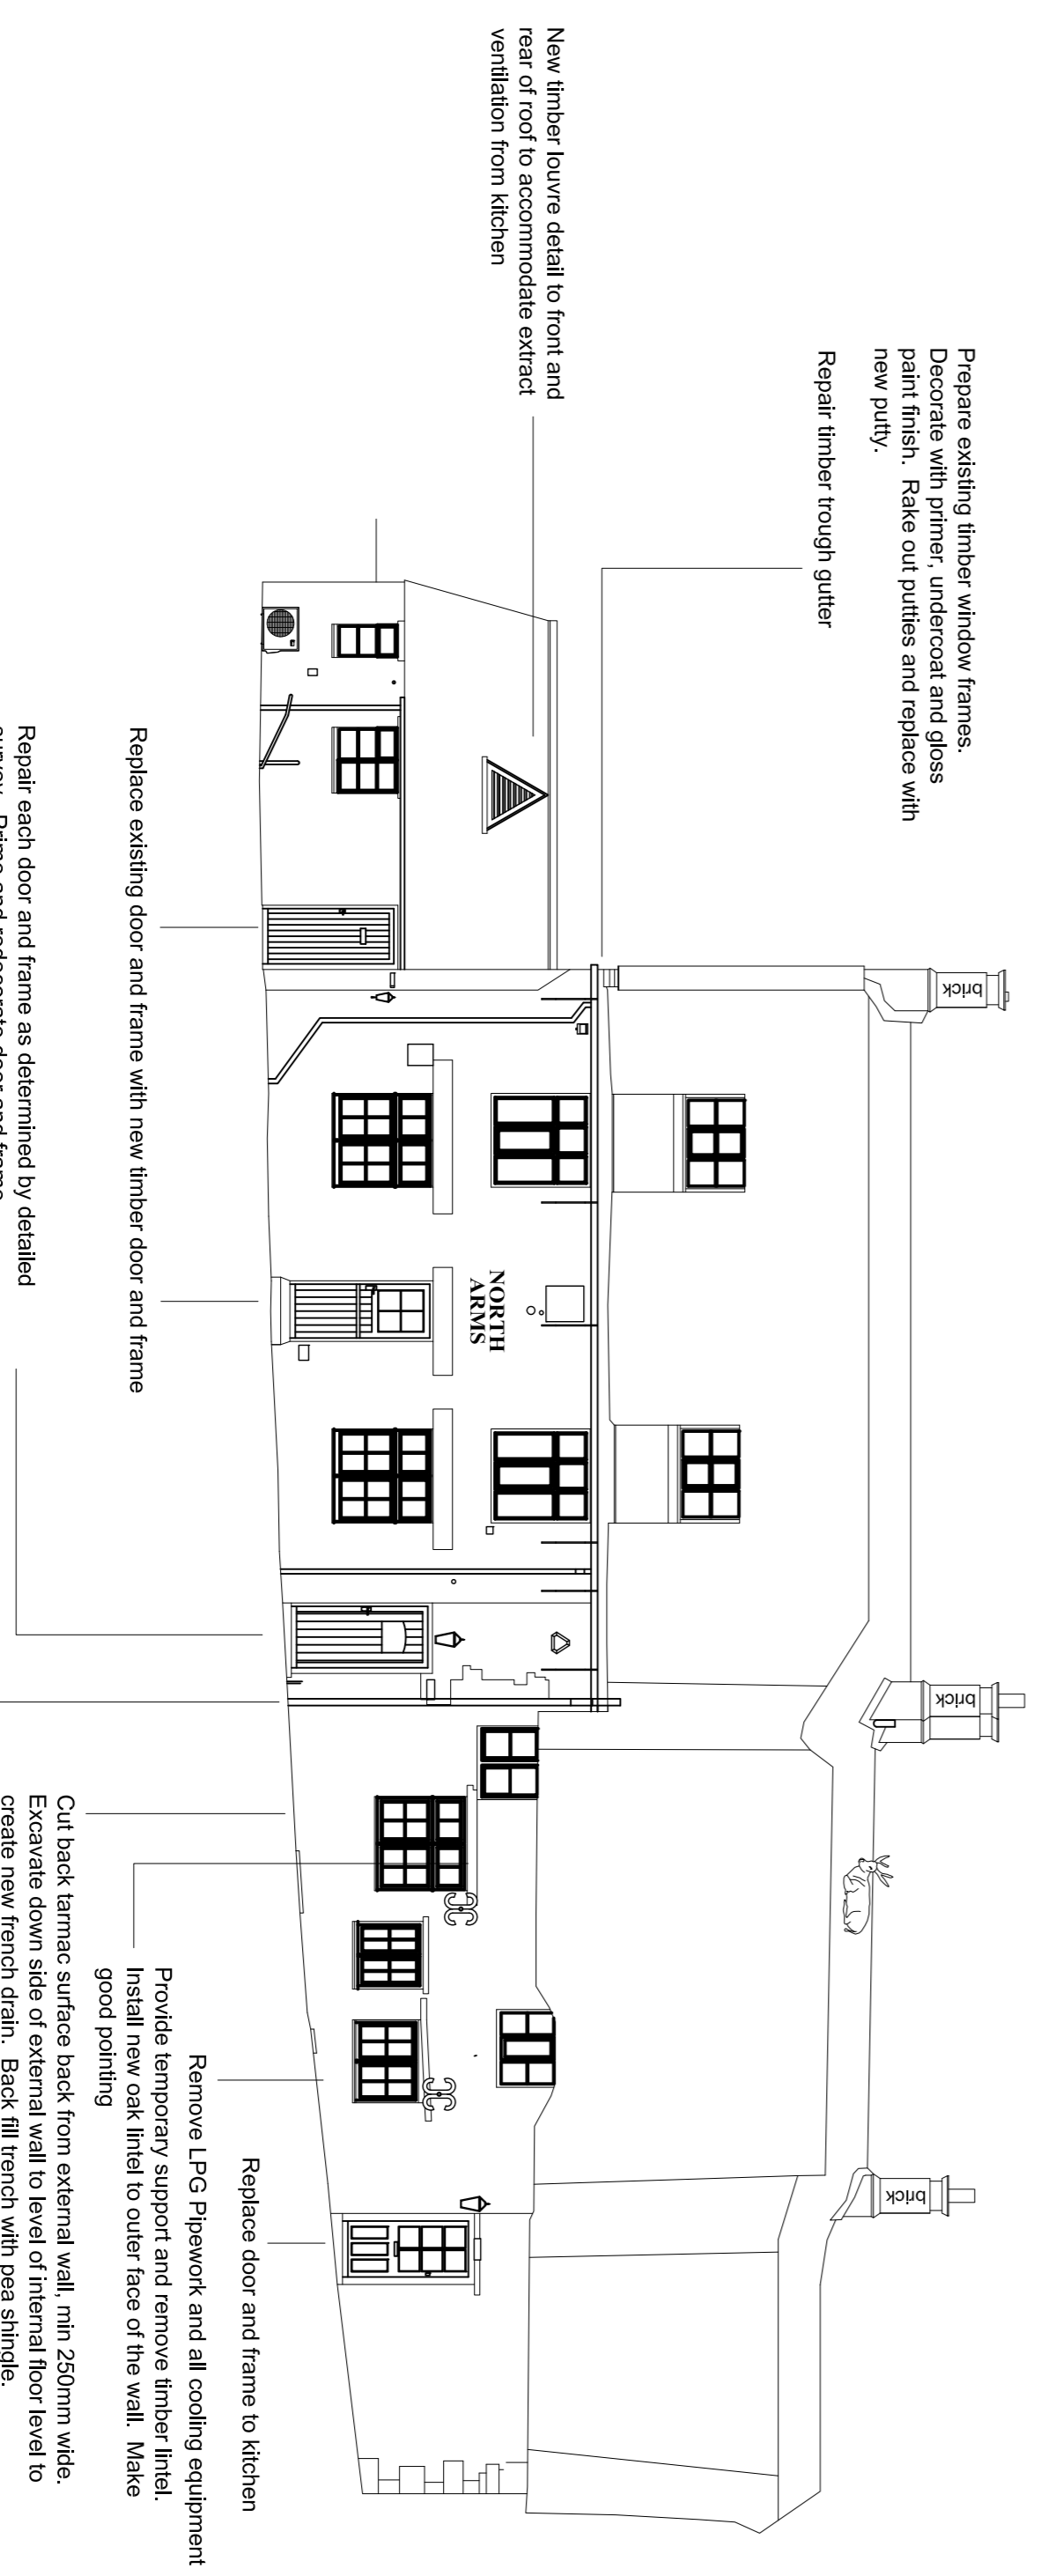 Prepare existing timber window frames.
Decorate with primer, undercoat and gloss
paint finish. Rake out putties and replace with
new putty.
Repair timber trough gutter
New timber louvre detail to front and
rear of roof to accommodate extract
ventilation from kitchen
brick
brick
brick
NORTH
ARMS
Replace existing door and frame with new timber door and frame
Repair each door and frame as determined by detailed
survey. Prime and redecorate door and frame
Replace door and frame to kitchen
Remove LPG Pipework and all cooling equipment
Provide temporary support and remove timber lintel.
Install new oak lintel to outer face of the wall. Make
good pointing
Cut back tarmac surface back from external wall, min 250mm wide.
Excavate down side of external wall to level of internal floor level to
create new french drain. Back fill trench with pea shingle.